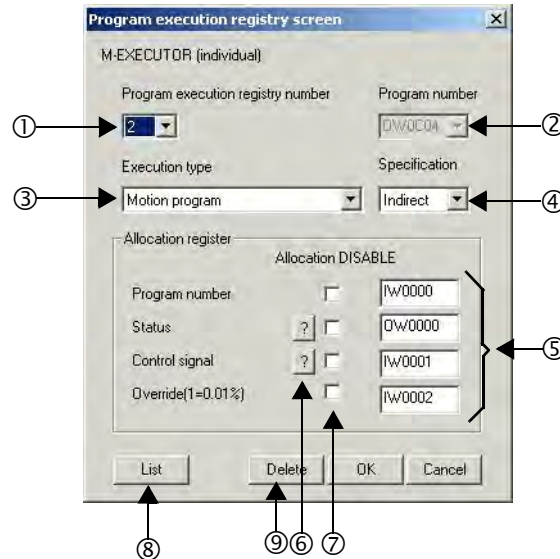 Program execution registry screen
M-EXECUTOR (individual)
Program execution registry number Program number
① 2 OW0C04 ②
Execution type Specification
③ Motion program Indirect ④
Allocation register
Allocation DISABLE
Program number IW0000
Status ? OW0000
⑤
Control signal ? IW0001
Override(1=0.01%) IW0002
List Delete OK Cancel
⑧ ⑨ ⑥ ⑦